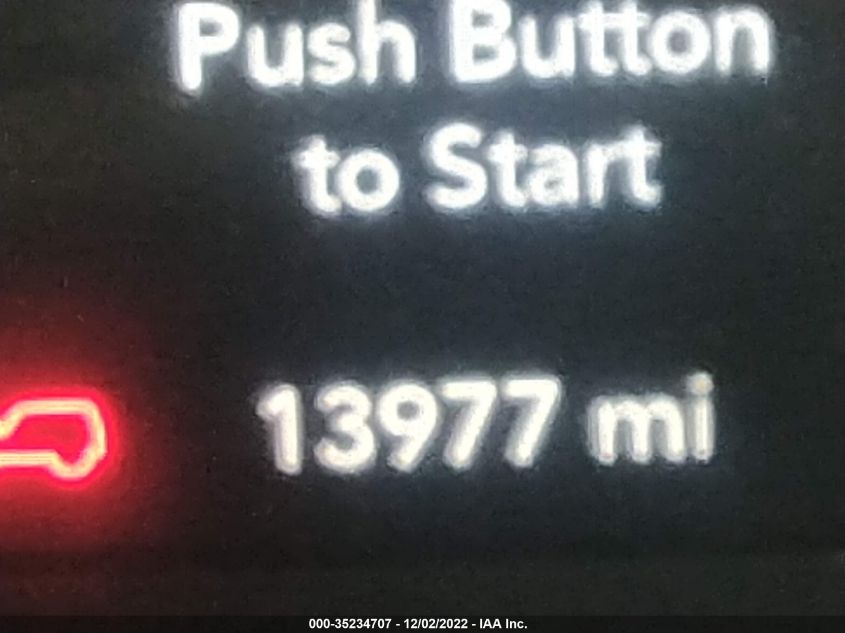 Push Button
to Start
13977 mi
000-35234707 - 12/02/2022 - IAA Inc.